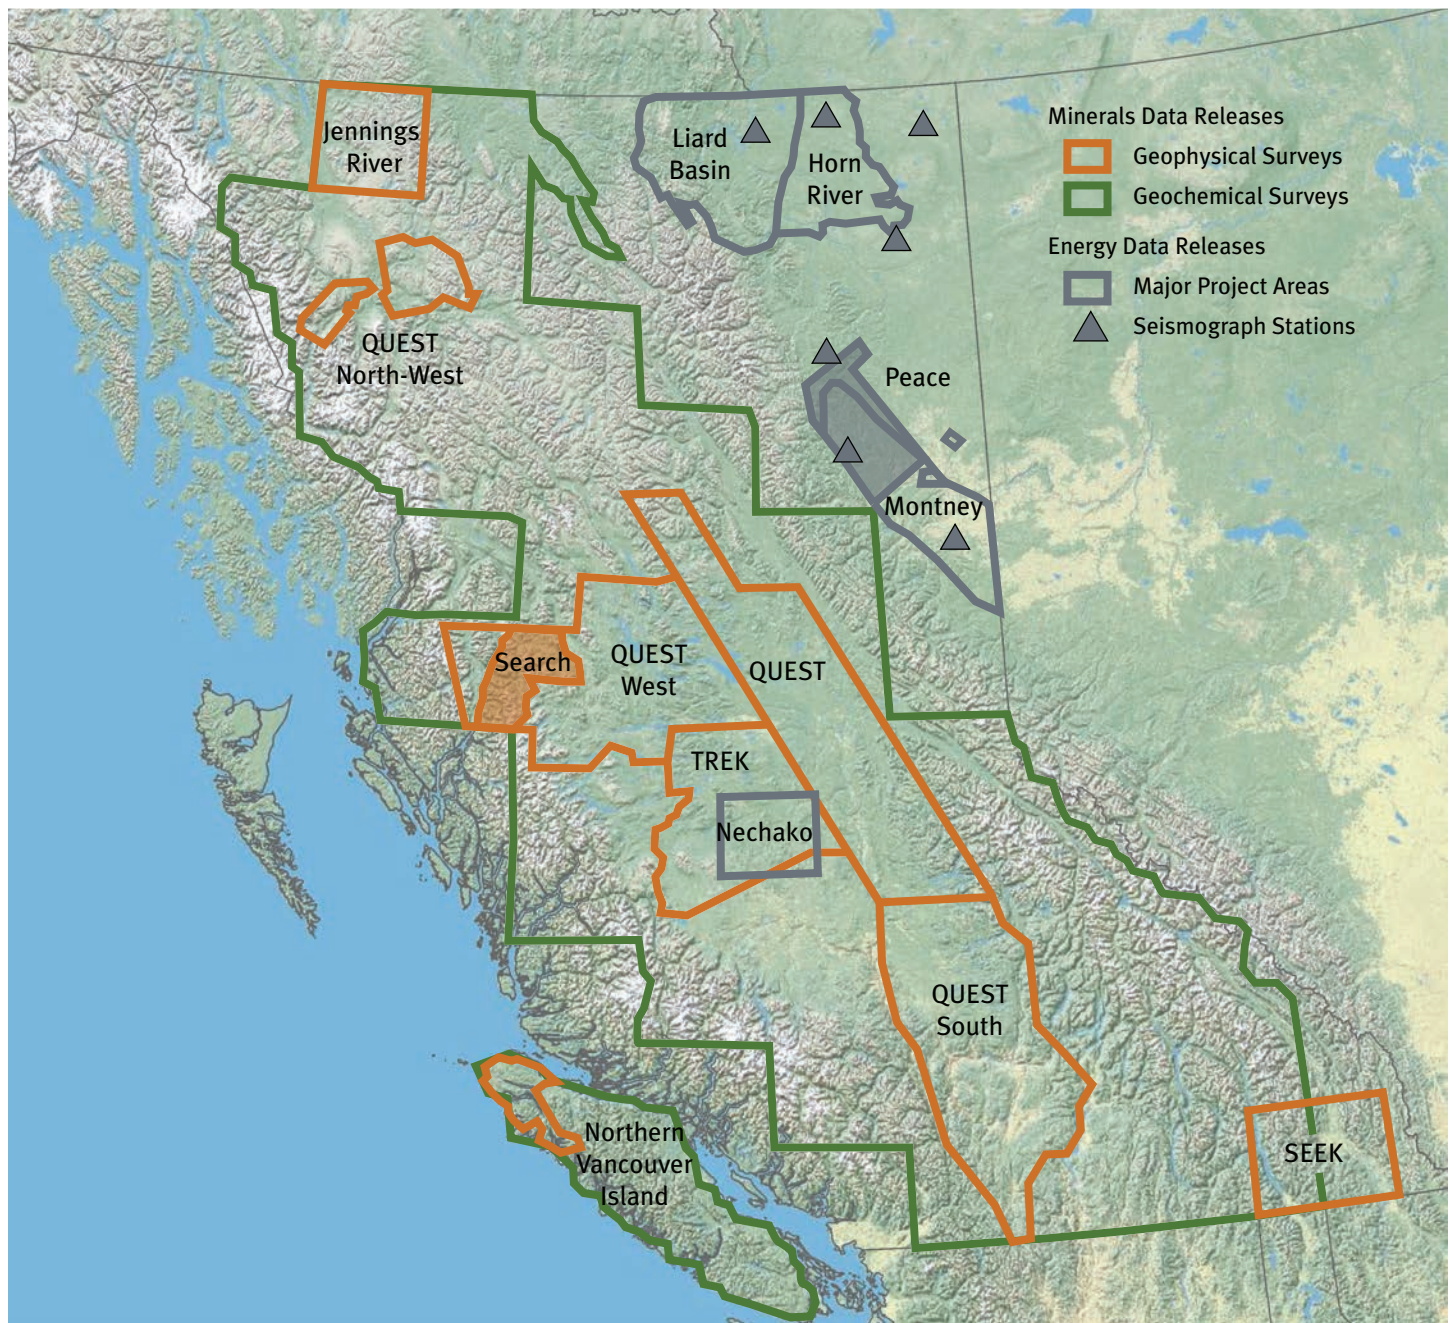 Jennings
River
Liard
Basin
Horn
River
Minerals Data Releases
Geophysical Surveys
Geochemical Surveys
Energy Data Releases
Major Project Areas
Seismograph Stations
QUEST
North-West
Peace
Montney
Search
QUEST
West
QUEST
TREK
Nechako
QUEST
South
Northern
Vancouver
Island
SEEK